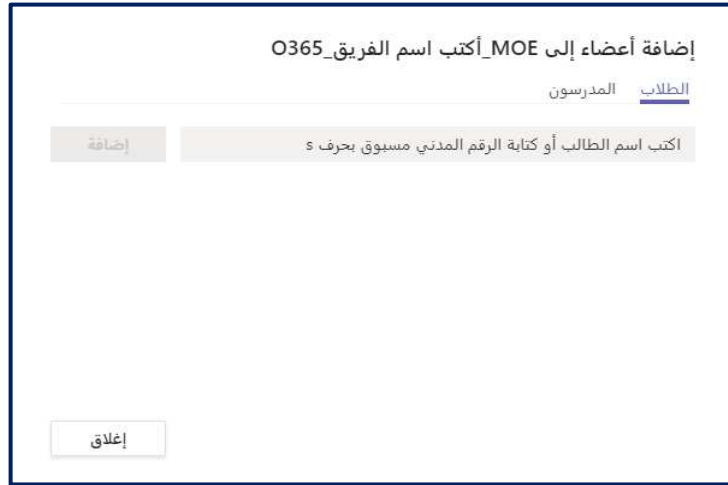 إضافة أعضاء إلى MOE_أكتب اسم الفريق_O365
الطلاب المدرسون
اكتب اسم الطالب أو كتابة الرقم المدني مسبوق بحرف s إضافة
إغلاق